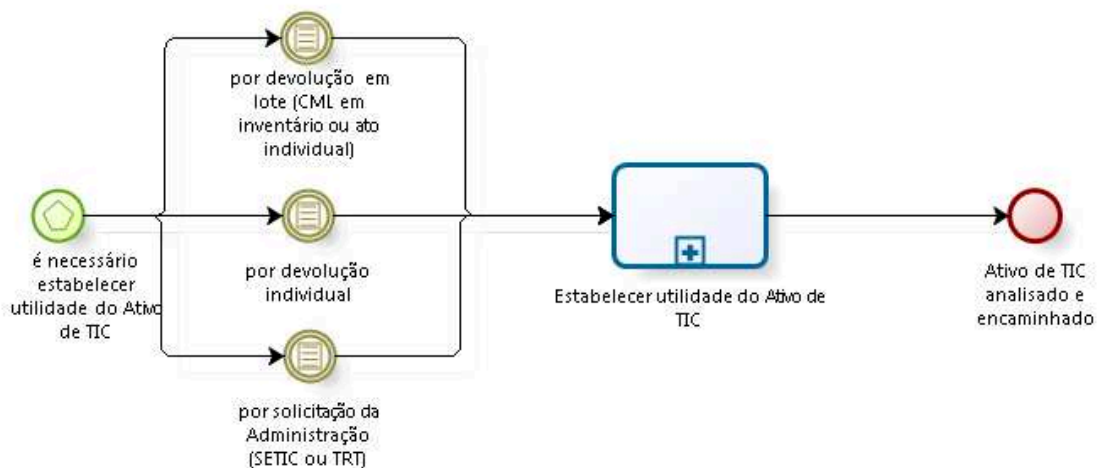 por devolução em
lote (CML em
inventário ou ato
individual)
é necessário
estabelecer
utilidade do Ativo
de TIC
por devolução
individual
Estabelecer utilidade do Ativo de
TIC
Ativo de TIC
analisado e
encaminhado
por solicitação da
Administração
(SETIC ou TRT)